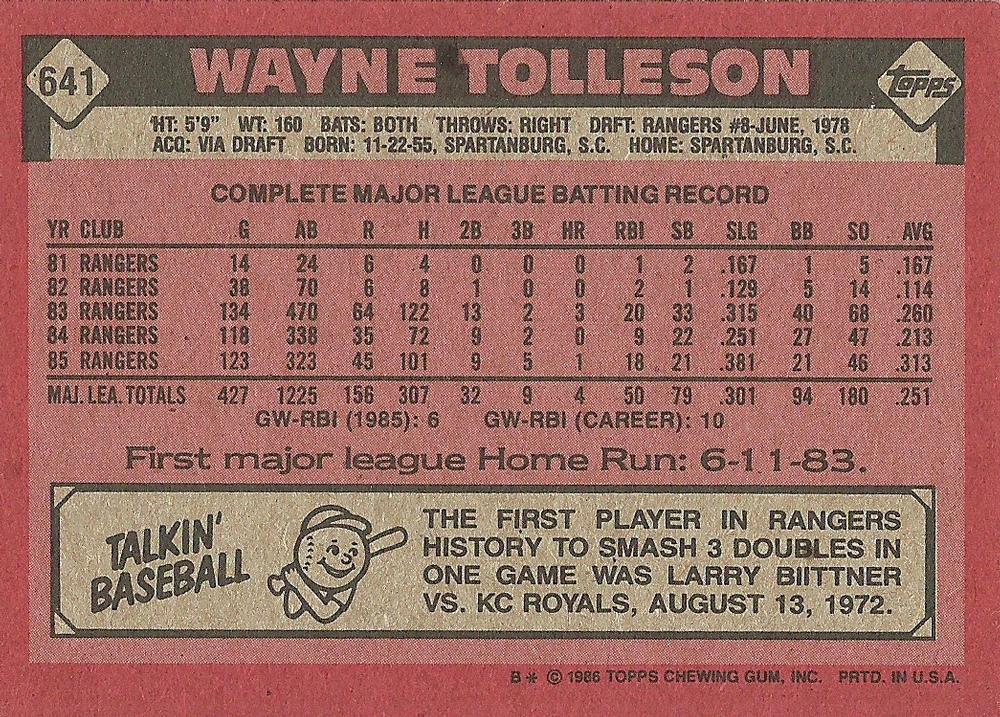 641
WAYNE TOLLESON
TOPPS
HT: 5'9" WT: 160 BATS: BOTH THROWS: RIGHT DRFT: RANGERS #8-JUNE, 1978
ACQ: VIA DRAFT BORN: 11-22-55, SPARTANBURG, S.C. HOME: SPARTANBURG, S.C.
COMPLETE MAJOR LEAGUE BATTING RECORD
YR CLUB G AB R H 2B 3B HR RBI SB SLG BB SO AVG
81 RANGERS 14 24 6 4 0 0 0 1 2 .167 1 5 .167
82 RANGERS 38 70 6 8 1 0 0 2 1 .129 5 14 .114
83 RANGERS 134 470 64 122 13 2 3 20 33 .315 40 68 .260
84 RANGERS 118 338 35 72 9 2 0 9 22 .251 27 47 .213
85 RANGERS 123 323 45 101 9 5 1 18 21 .381 21 46 .313
MAJ. LEA. TOTALS 427 1225 156 307 32 9 4 50 79 .301 94 180 .251
GW-RBI (1985): 6 GW-RBI (CAREER): 10
First major league Home Run: 6-11-83.
TALKIN'
BASEBALL
THE FIRST PLAYER IN RANGERS
HISTORY TO SMASH 3 DOUBLES IN
ONE GAME WAS LARRY BIITTNER
VS. KC ROYALS, AUGUST 13, 1972.
B* © 1986 TOPPS CHEWING GUM, INC. PRTD. IN U.S.A.